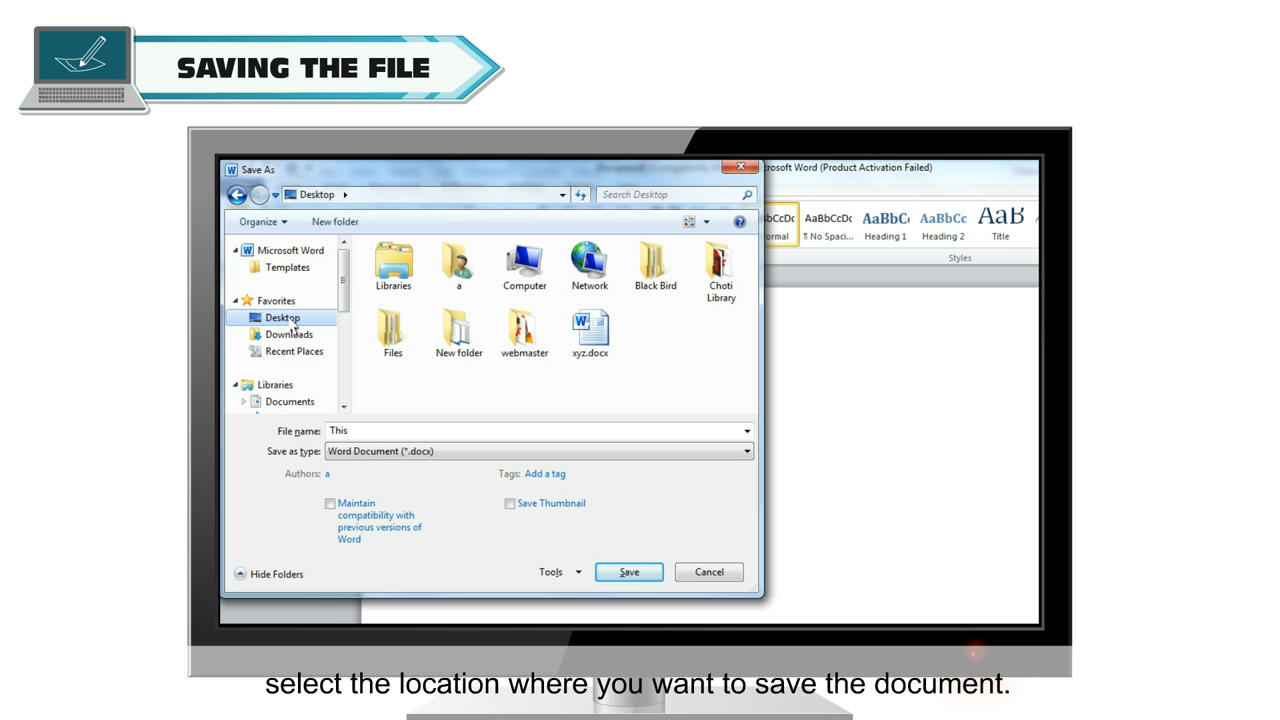 SAVING THE FILE
Save As
rosoft Word (Product Activation Failed)
Desktop
Search Desktop
Organize
New folder
bCcDc AaBbCcDc AaBbC AaBbCc AaB
ormal ¶ No Spaci... Heading 1 Heading 2 Title
Styles
Microsoft Word
Templates
Favorites
Desktop
Downloads
Recent Places
Libraries
Documents
Libraries a Computer Network Black Bird Choti
Library
Files New folder webmaster xyz.docx
File name: This
Save as type: Word Document (*.docx)
Authors: a
Tags: Add a tag
Maintain
compatibility with
previous versions of
Word
Save Thumbnail
Hide Folders
Tools
Save
Cancel
select the location where you want to save the document.